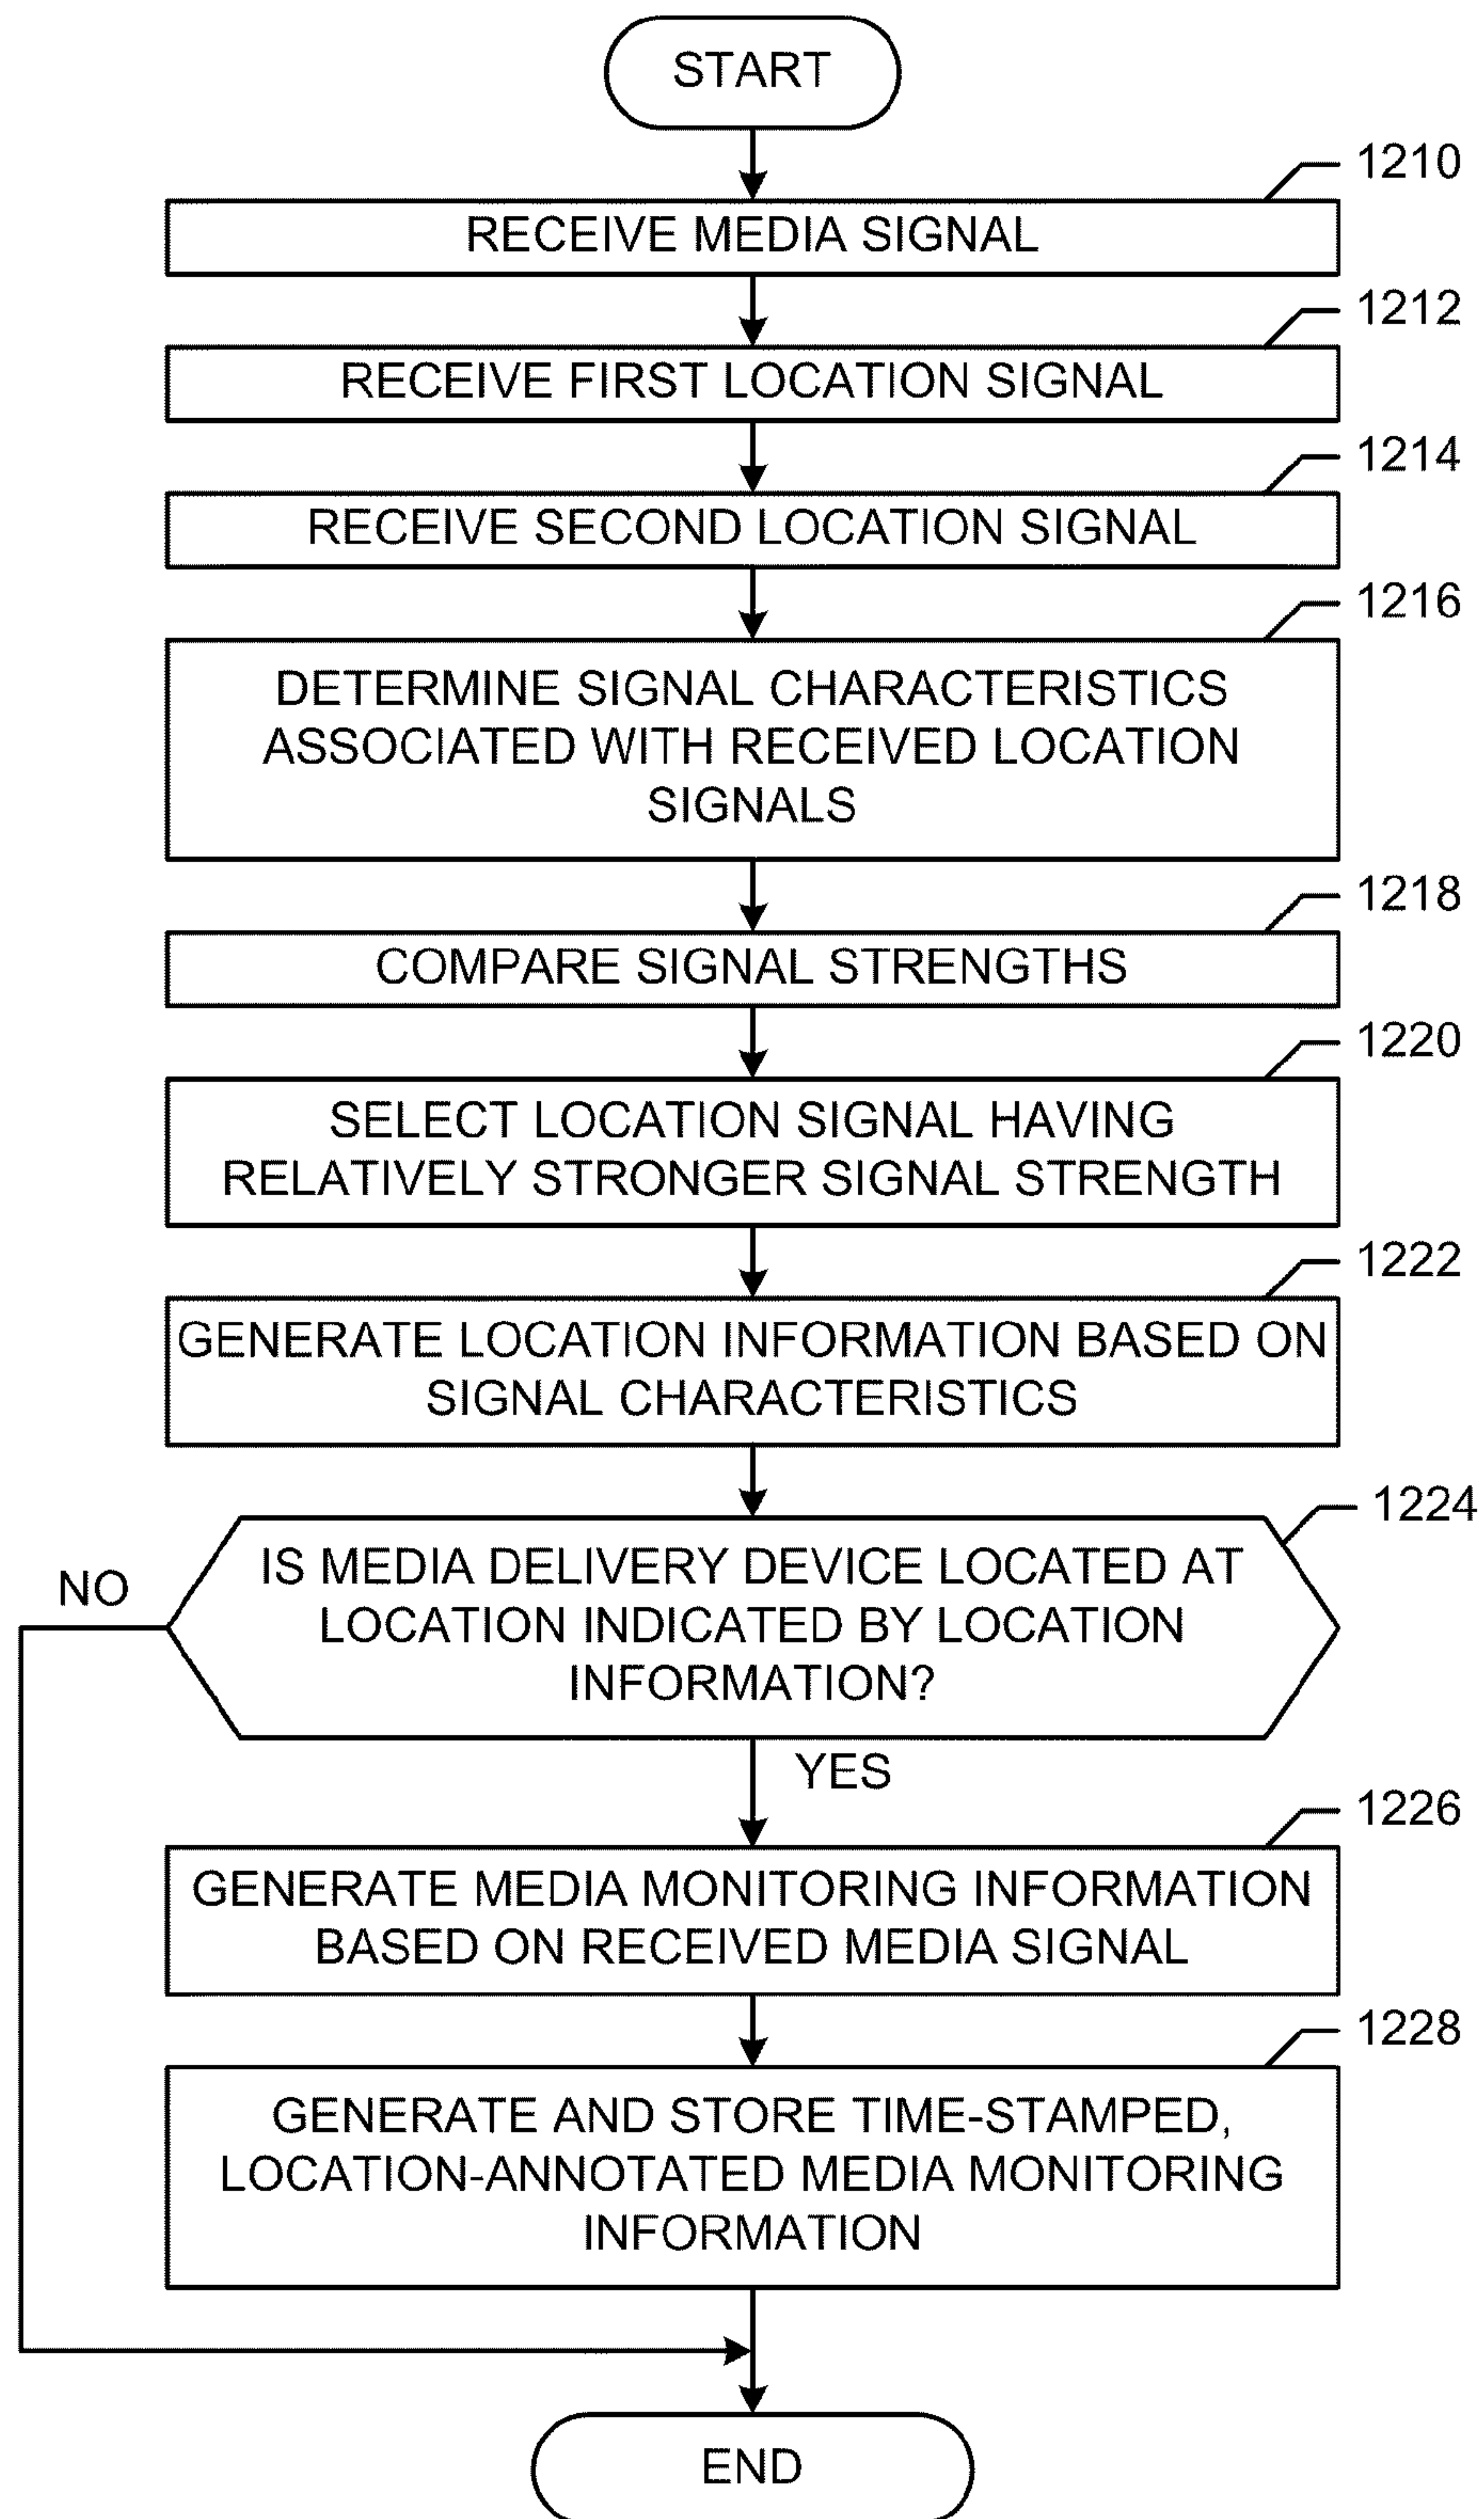 START
1210
RECEIVE MEDIA SIGNAL
1212
RECEIVE FIRST LOCATION SIGNAL
1214
RECEIVE SECOND LOCATION SIGNAL
1216
DETERMINE SIGNAL CHARACTERISTICS
ASSOCIATED WITH RECEIVED LOCATION
SIGNALS
1218
COMPARE SIGNAL STRENGTHS
1220
SELECT LOCATION SIGNAL HAVING
RELATIVELY STRONGER SIGNAL STRENGTH
1222
GENERATE LOCATION INFORMATION BASED ON
SIGNAL CHARACTERISTICS
1224
NO
IS MEDIA DELIVERY DEVICE LOCATED AT
LOCATION INDICATED BY LOCATION
INFORMATION?
YES
1226
GENERATE MEDIA MONITORING INFORMATION
BASED ON RECEIVED MEDIA SIGNAL
1228
GENERATE AND STORE TIME-STAMPED,
LOCATION-ANNOTATED MEDIA MONITORING
INFORMATION
END